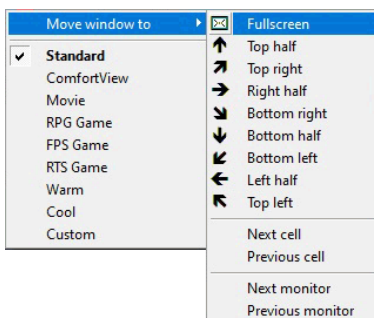 Move window to
Standard
ComfortView
Movie
RPG Game
FPS Game
RTS Game
Warm
Cool
Custom
Fullscreen
Top half
Top right
Right half
Bottom right
Bottom half
Bottom left
Left half
Top left
Next cell
Previous cell
Next monitor
Previous monitor